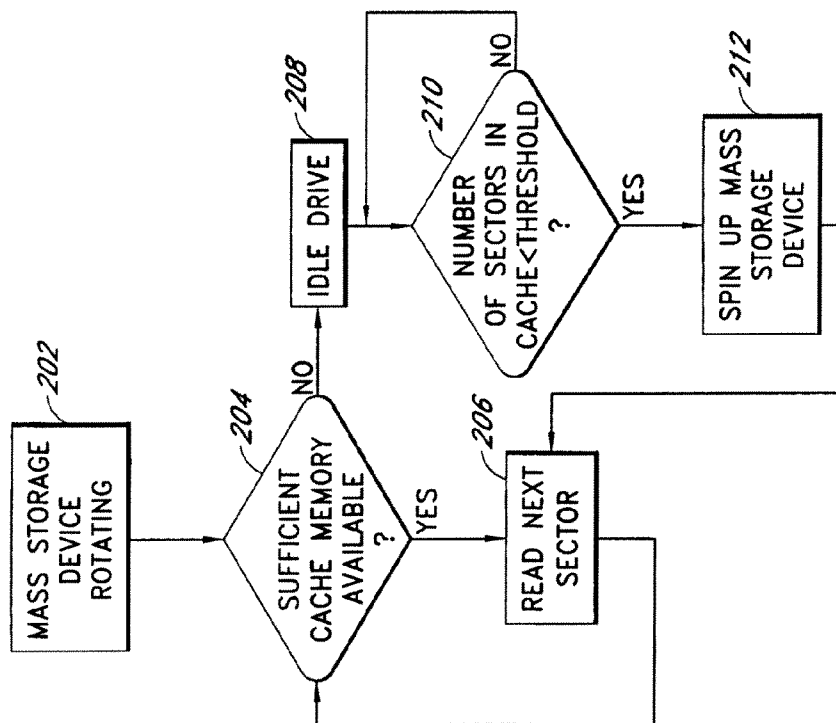 202
MASS STORAGE
DEVICE
ROTATING
204
SUFFICIENT
CACHE MEMORY
AVAILABLE
?
NO
YES
206
READ NEXT
SECTOR
208
IDLE DRIVE
210
NUMBER
OF SECTORS IN
CACHE<THRESHOLD
?
NO
YES
212
SPIN UP MASS
STORAGE
DEVICE